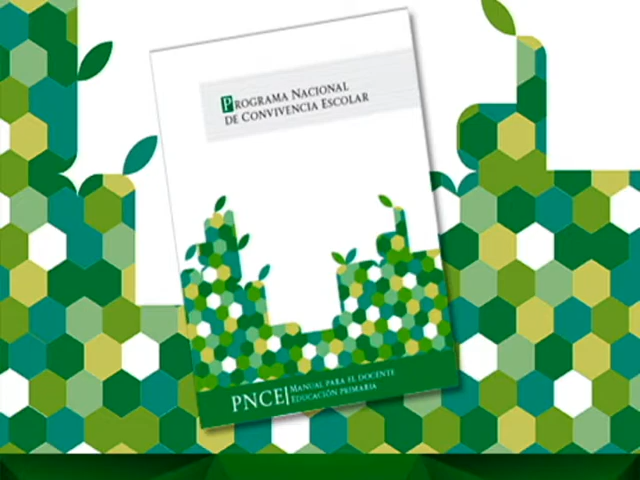 PROGRAMA NACIONAL
DE CONVIVENCIA ESCOLAR
PNCE
MANUAL PARA EL DOCENTE
EDUCACIÓN PRIMARIA